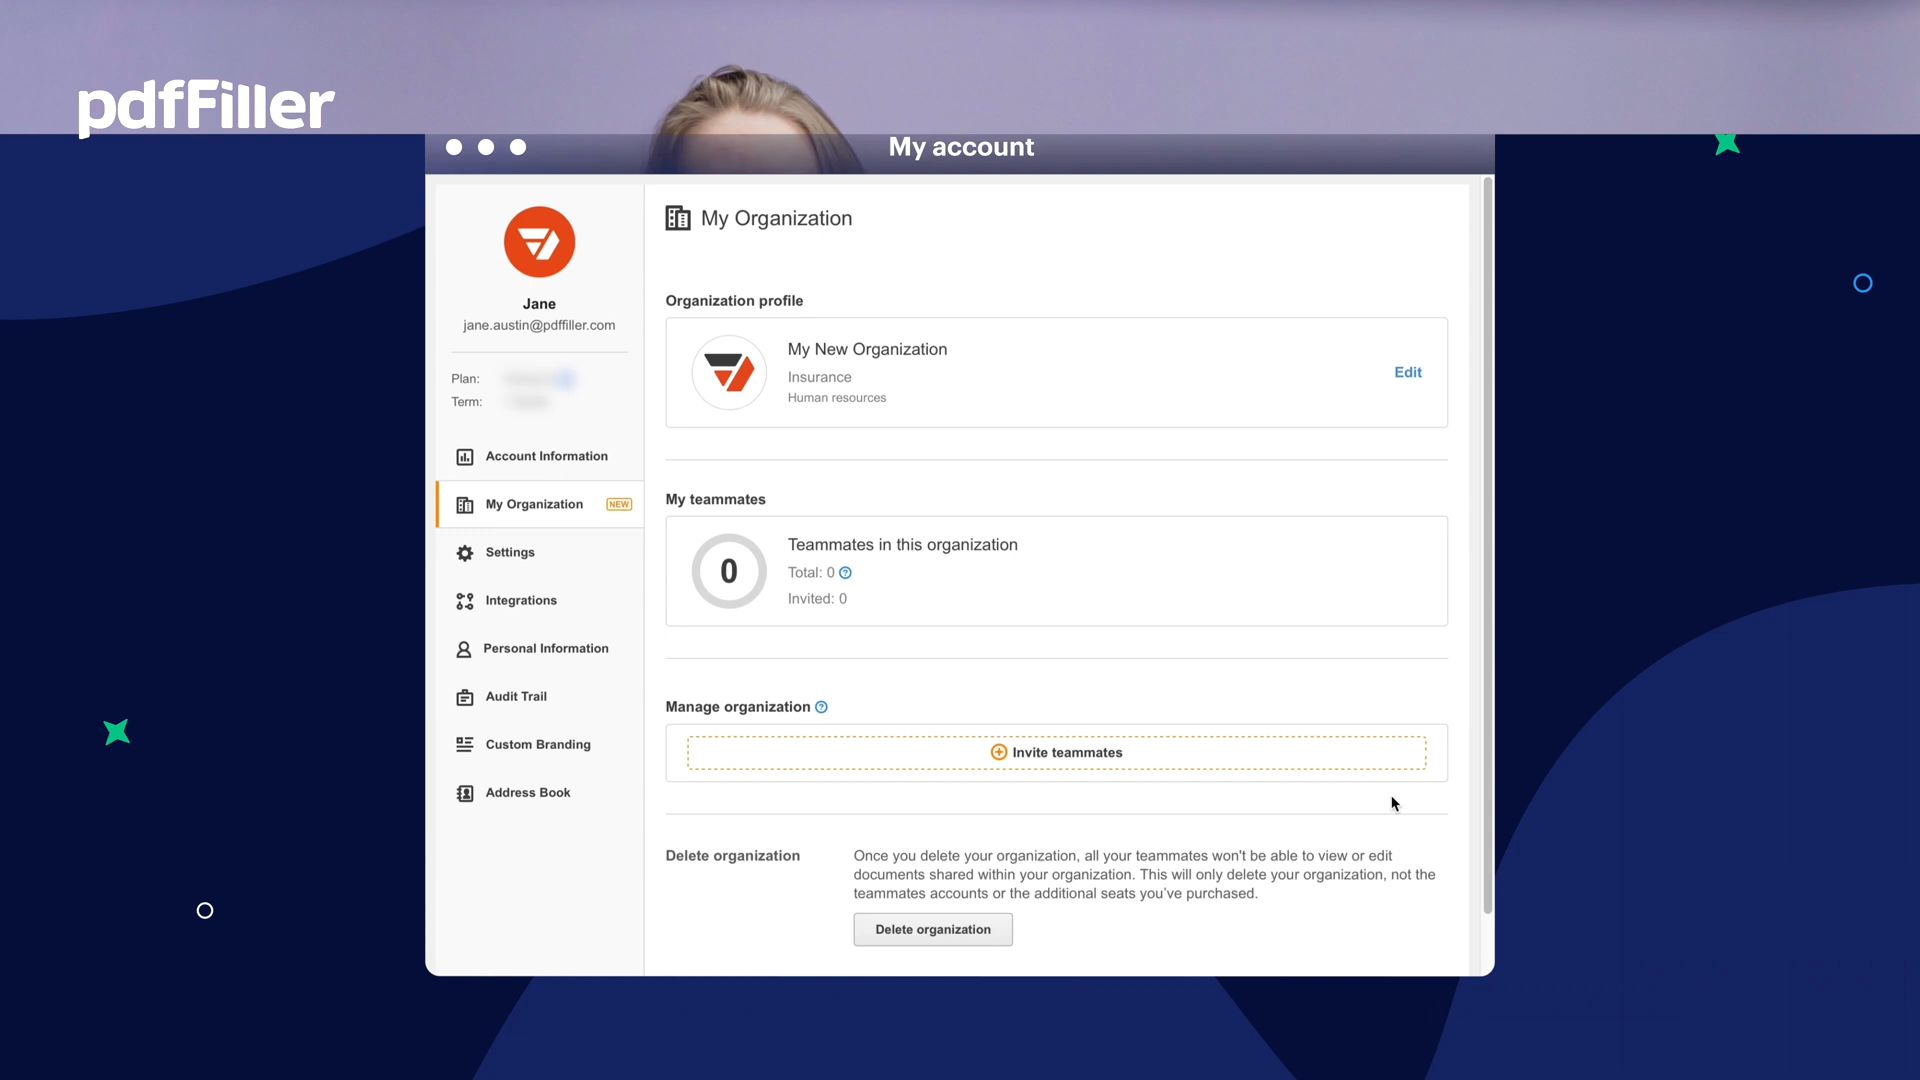 pdfFiller
My account
Jane
jane.austin@pdffiller.com
Plan:
Term:
Account Information
My Organization NEW
Settings
Integrations
Personal Information
Audit Trail
Custom Branding
Address Book
My Organization
Organization profile
My New Organization
Insurance
Human resources
Edit
My teammates
0
Teammates in this organization
Total: 0 ?
Invited: 0
Manage organization ?
Invite teammates
Delete organization
Once you delete your organization, all your teammates won't be able to view or edit
documents shared within your organization. This will only delete your organization, not the
teammates accounts or the additional seats you've purchased.
Delete organization